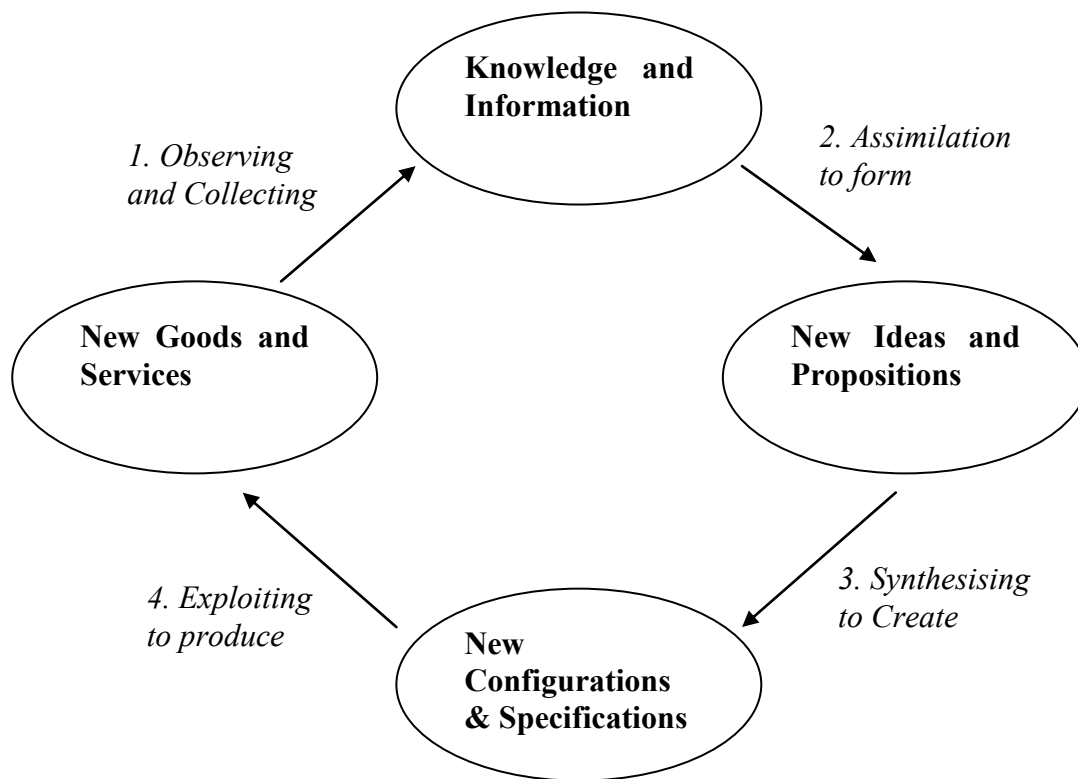 Knowledge and
Information
1. Observing
and Collecting
2. Assimilation
to form
New Goods and
Services
New Ideas and
Propositions
4. Exploiting
to produce
3. Synthesising
to Create
New
Configurations
& Specifications